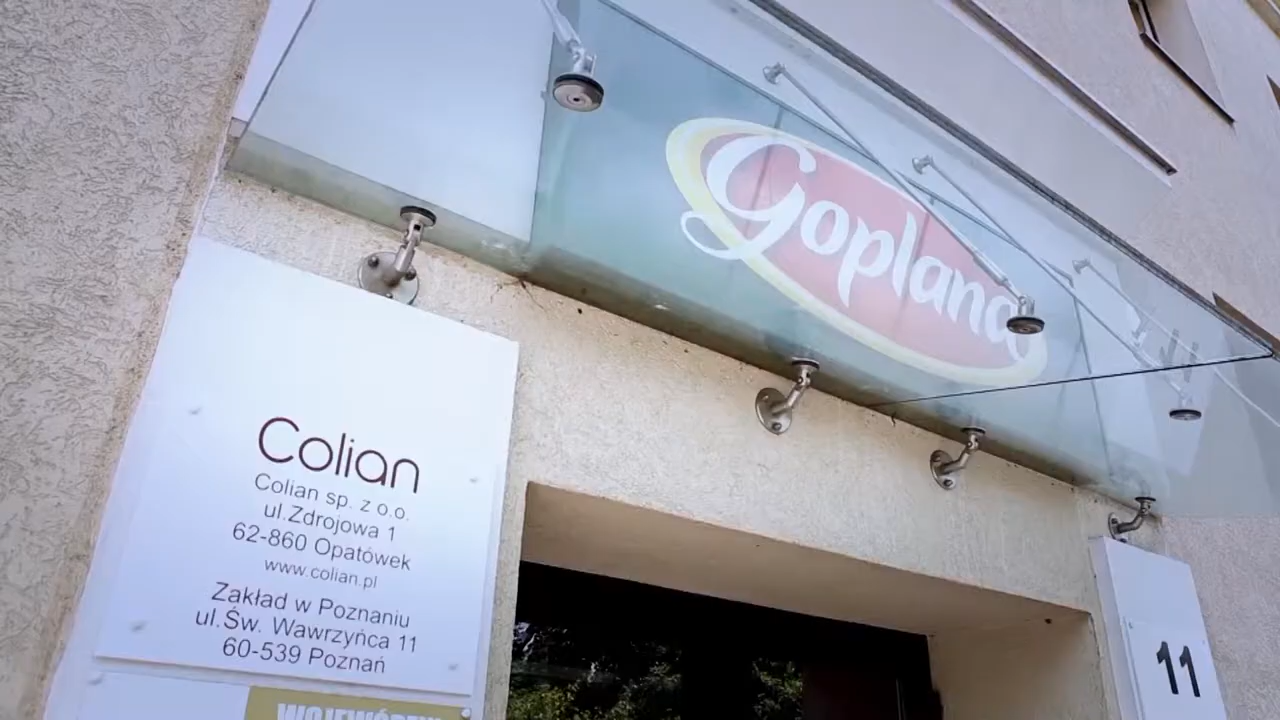 Goplana
Colian
Colian sp. z o.o.
ul.Zdrojowa 1
62-860 Opatówek
www.colian.pl
Zakład w Poznaniu
ul.Św. Wawrzyńca 11
60-539 Poznań
11